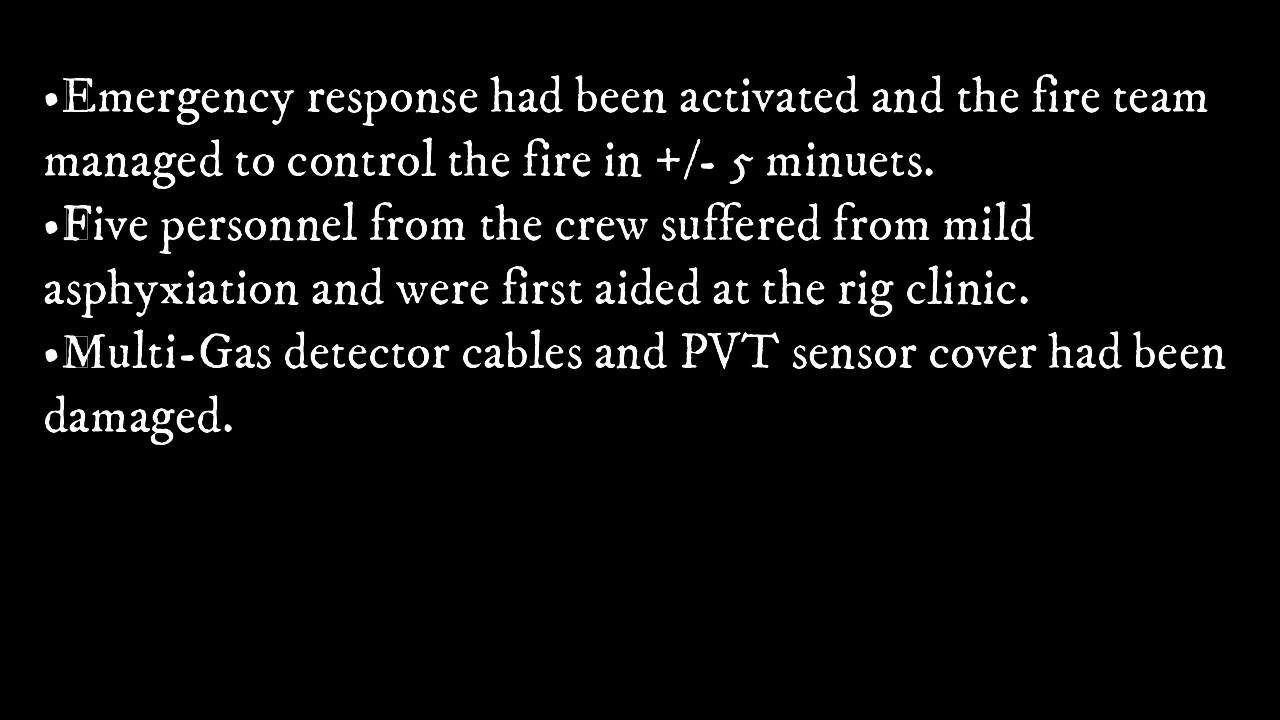 •Emergency response had been activated and the fire team
managed to control the fire in +/- 5 minuets.
•Five personnel from the crew suffered from mild
asphyxiation and were first aided at the rig clinic.
•Multi-Gas detector cables and PVT sensor cover had been
damaged.